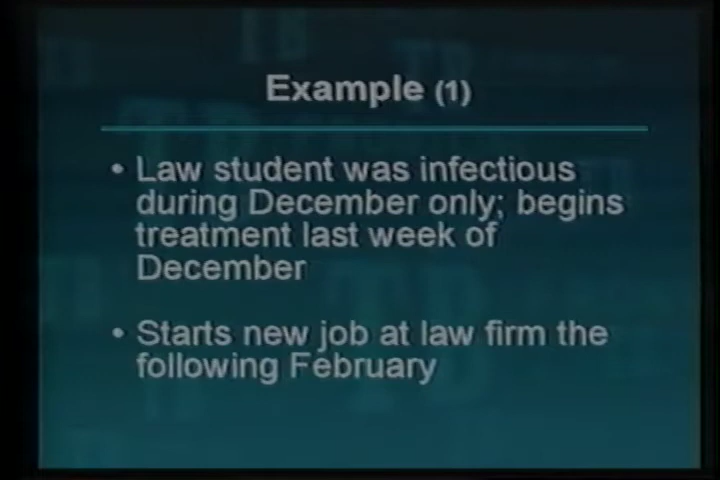 Example (1)
• Law student was infectious
during December only; begins
treatment last week of
December
• Starts new job at law firm the
following February